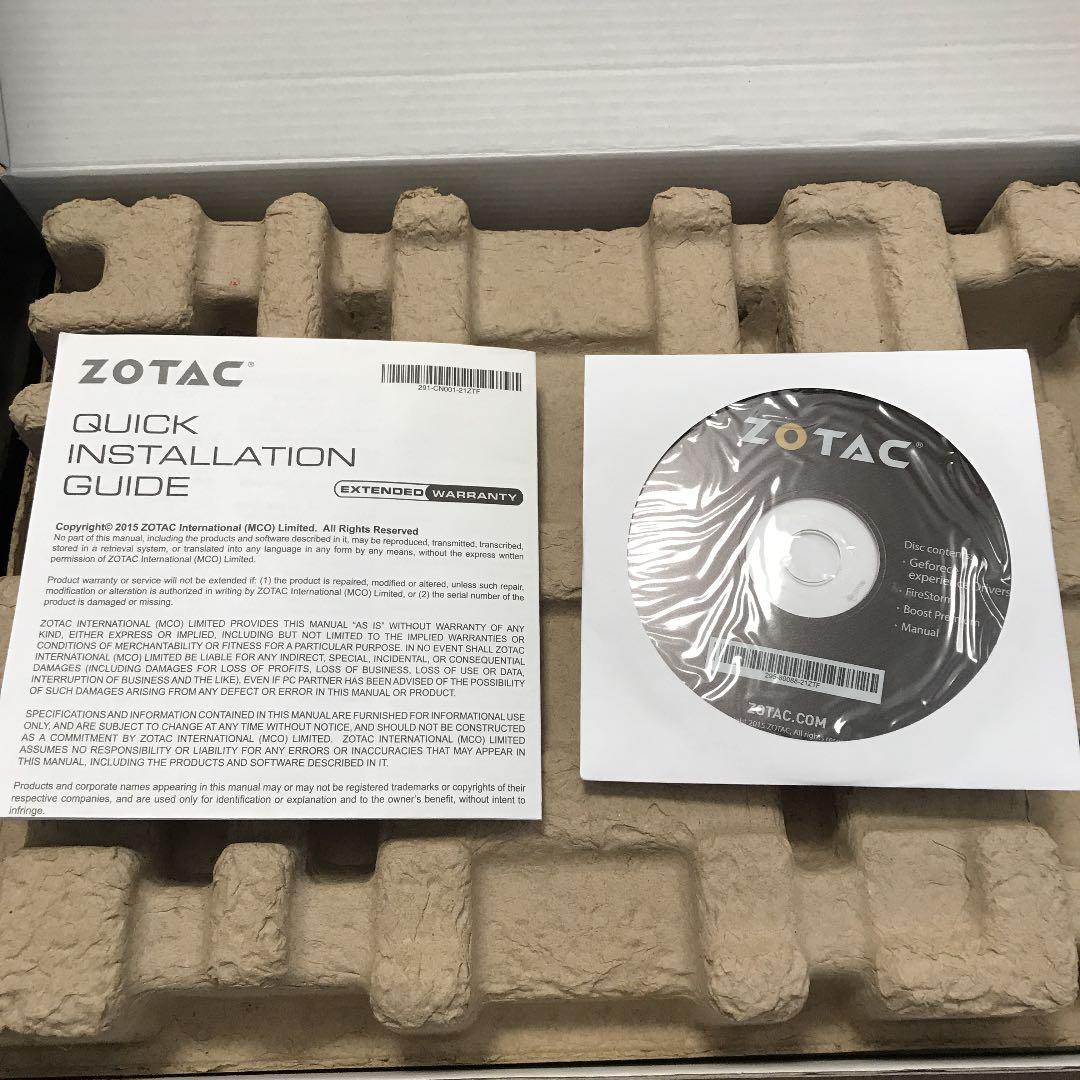 ZOTAC®
291-CN001-21ZTF
QUICK
INSTALLATION
GUIDE
EXTENDED WARRANTY
Copyright© 2015 ZOTAC International (MCO) Limited. All Rights Reserved
No part of this manual, including the products and software described in it, may be reproduced, transmitted, transcribed,
stored in a retrieval system, or translated into any language in any form by any means, without the express written
permission of ZOTAC International (MCO) Limited.
Product warranty or service will not be extended if: (1) the product is repaired, modified or altered, unless such repair,
modification or alteration is authorized in writing by ZOTAC International (MCO) Limited, or (2) the serial number of the
product is damaged or missing.
ZOTAC INTERNATIONAL (MCO) LIMITED PROVIDES THIS MANUAL "AS IS" WITHOUT WARRANTY OF ANY
KIND, EITHER EXPRESS OR IMPLIED, INCLUDING BUT NOT LIMITED TO THE IMPLIED WARRANTIES OR
CONDITIONS OF MERCHANTABILITY OR FITNESS FOR A PARTICULAR PURPOSE. IN NO EVENT SHALL ZOTAC
INTERNATIONAL (MCO) LIMITED BE LIABLE FOR ANY INDIRECT, SPECIAL, INCIDENTAL, OR CONSEQUENTIAL
DAMAGES (INCLUDING DAMAGES FOR LOSS OF PROFITS, LOSS OF BUSINESS, LOSS OF USE OR DATA,
INTERRUPTION OF BUSINESS AND THE LIKE), EVEN IF PC PARTNER HAS BEEN ADVISED OF THE POSSIBILITY
OF SUCH DAMAGES ARISING FROM ANY DEFECT OR ERROR IN THIS MANUAL OR PRODUCT.
SPECIFICATIONS AND INFORMATION CONTAINED IN THIS MANUAL ARE FURNISHED FOR INFORMATIONAL USE
ONLY, AND ARE SUBJECT TO CHANGE AT ANY TIME WITHOUT NOTICE, AND SHOULD NOT BE CONSTRUCTED
AS A COMMITMENT BY ZOTAC INTERNATIONAL (MCO) LIMITED. ZOTAC INTERNATIONAL (MCO) LIMITED
ASSUMES NO RESPONSIBILITY OR LIABILITY FOR ANY ERRORS OR INACCURACIES THAT MAY APPEAR IN
THIS MANUAL, INCLUDING THE PRODUCTS AND SOFTWARE DESCRIBED IN IT.
Products and corporate names appearing in this manual may or may not be registered trademarks or copyrights of their
respective companies, and are used only for identification or explanation and to the owner's benefit, without intent to
infringe.
ZOTAC®
Disc
· Geforce
experience Drivers
· FireStorm
· Boost Premium
· Manual
ZOTAC.COM
2015 ZOTAC, All